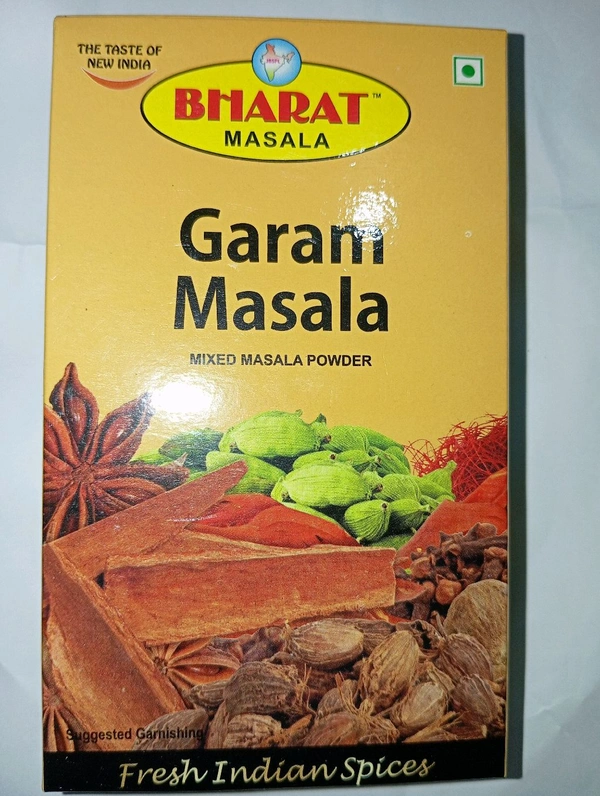 THE TASTE OF
NEW INDIA
BHARAT™
MASALA
Garam
Masala
MIXED MASALA POWDER
Suggested Garnishing
Fresh Indian Spices